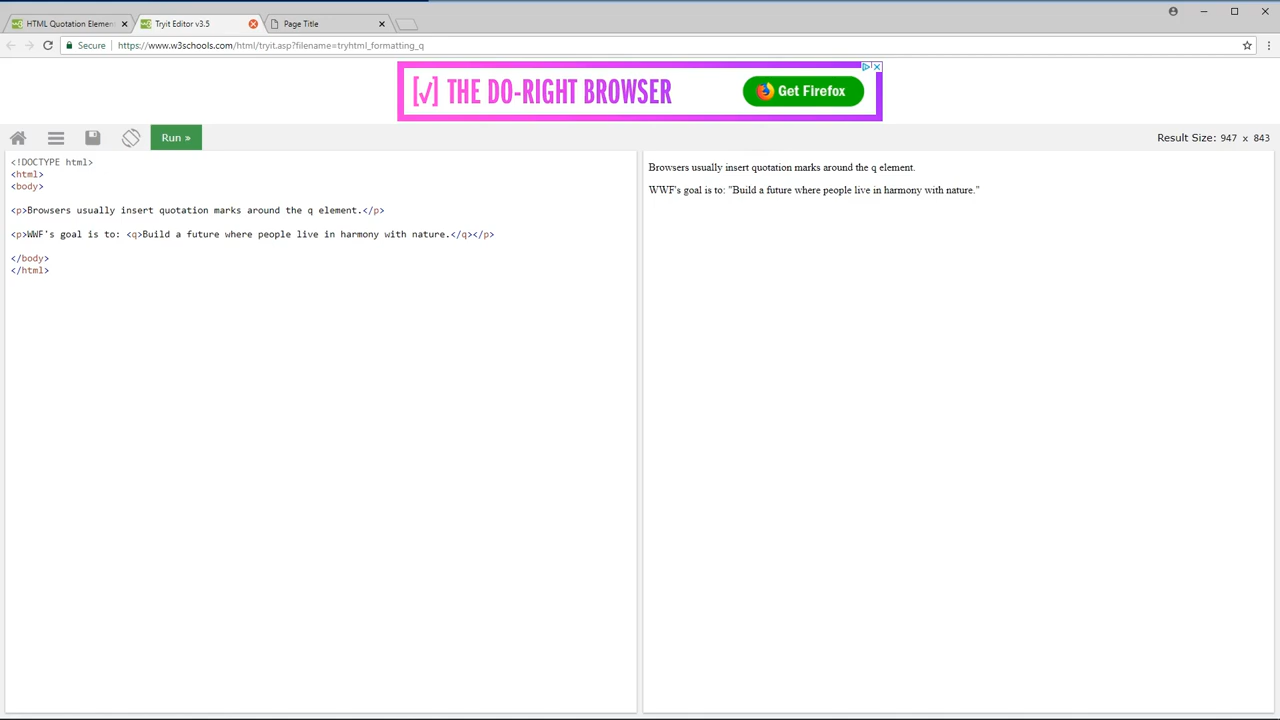 HTML Quotation Elemen
Tryit Editor v3.5
Page Title
Secure
https://www.w3schools.com/html/tryit.asp?filename=tryhtml_formatting_q
[√] THE DO-RIGHT BROWSER
Get Firefox
Run »
Result Size: 947 x 843
<!DOCTYPE html>
<html>
<body>
<p>Browsers usually insert quotation marks around the q element.</p>
<p>WWF's goal is to: <q>Build a future where people live in harmony with nature.</q></p>
</body>
</html>
Browsers usually insert quotation marks around the q element.
WWF's goal is to: "Build a future where people live in harmony with nature."